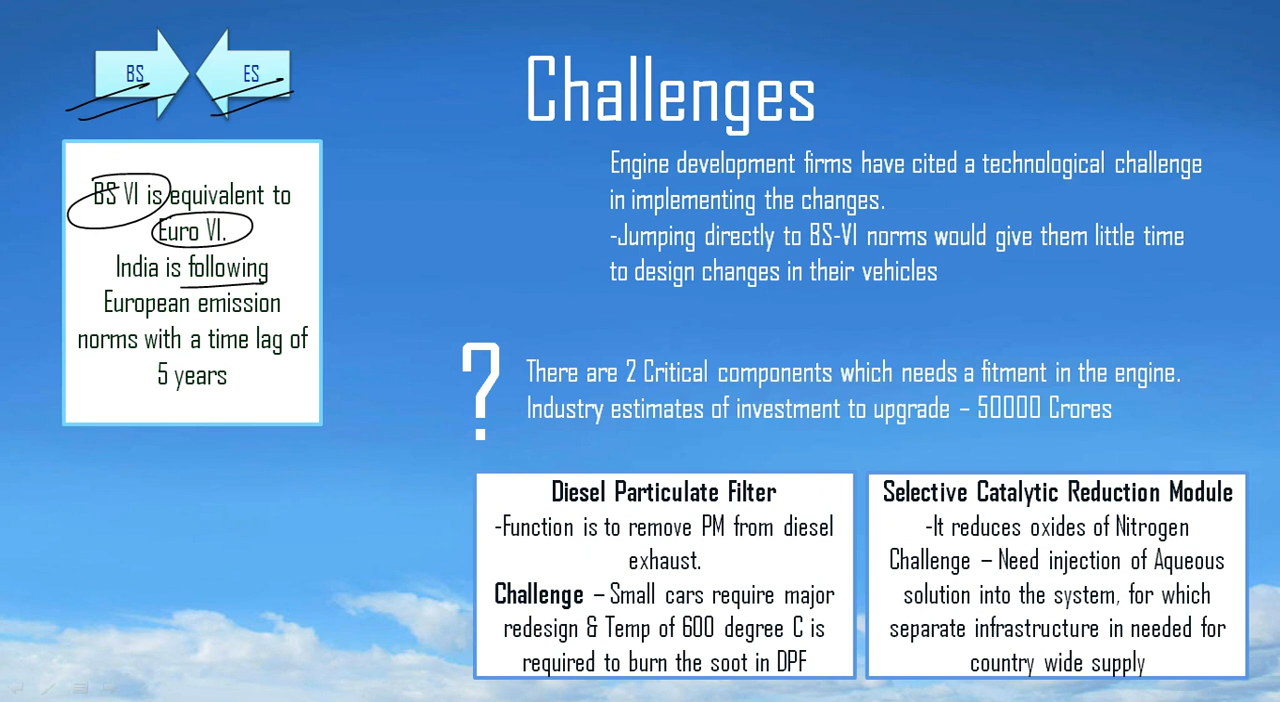 BS
ES
Challenges
BS VI is equivalent to
Euro VI.
India is following
European emission
norms with a time lag of
5 years
Engine development firms have cited a technological challenge
in implementing the changes.
-Jumping directly to BS-VI norms would give them little time
to design changes in their vehicles
?
There are 2 Critical components which needs a fitment in the engine.
Industry estimates of investment to upgrade – 50000 Crores
Diesel Particulate Filter
-Function is to remove PM from diesel
exhaust.
Challenge – Small cars require major
redesign & Temp of 600 degree C is
required to burn the soot in DPF
Selective Catalytic Reduction Module
-It reduces oxides of Nitrogen
Challenge – Need injection of Aqueous
solution into the system, for which
separate infrastructure in needed for
country wide supply